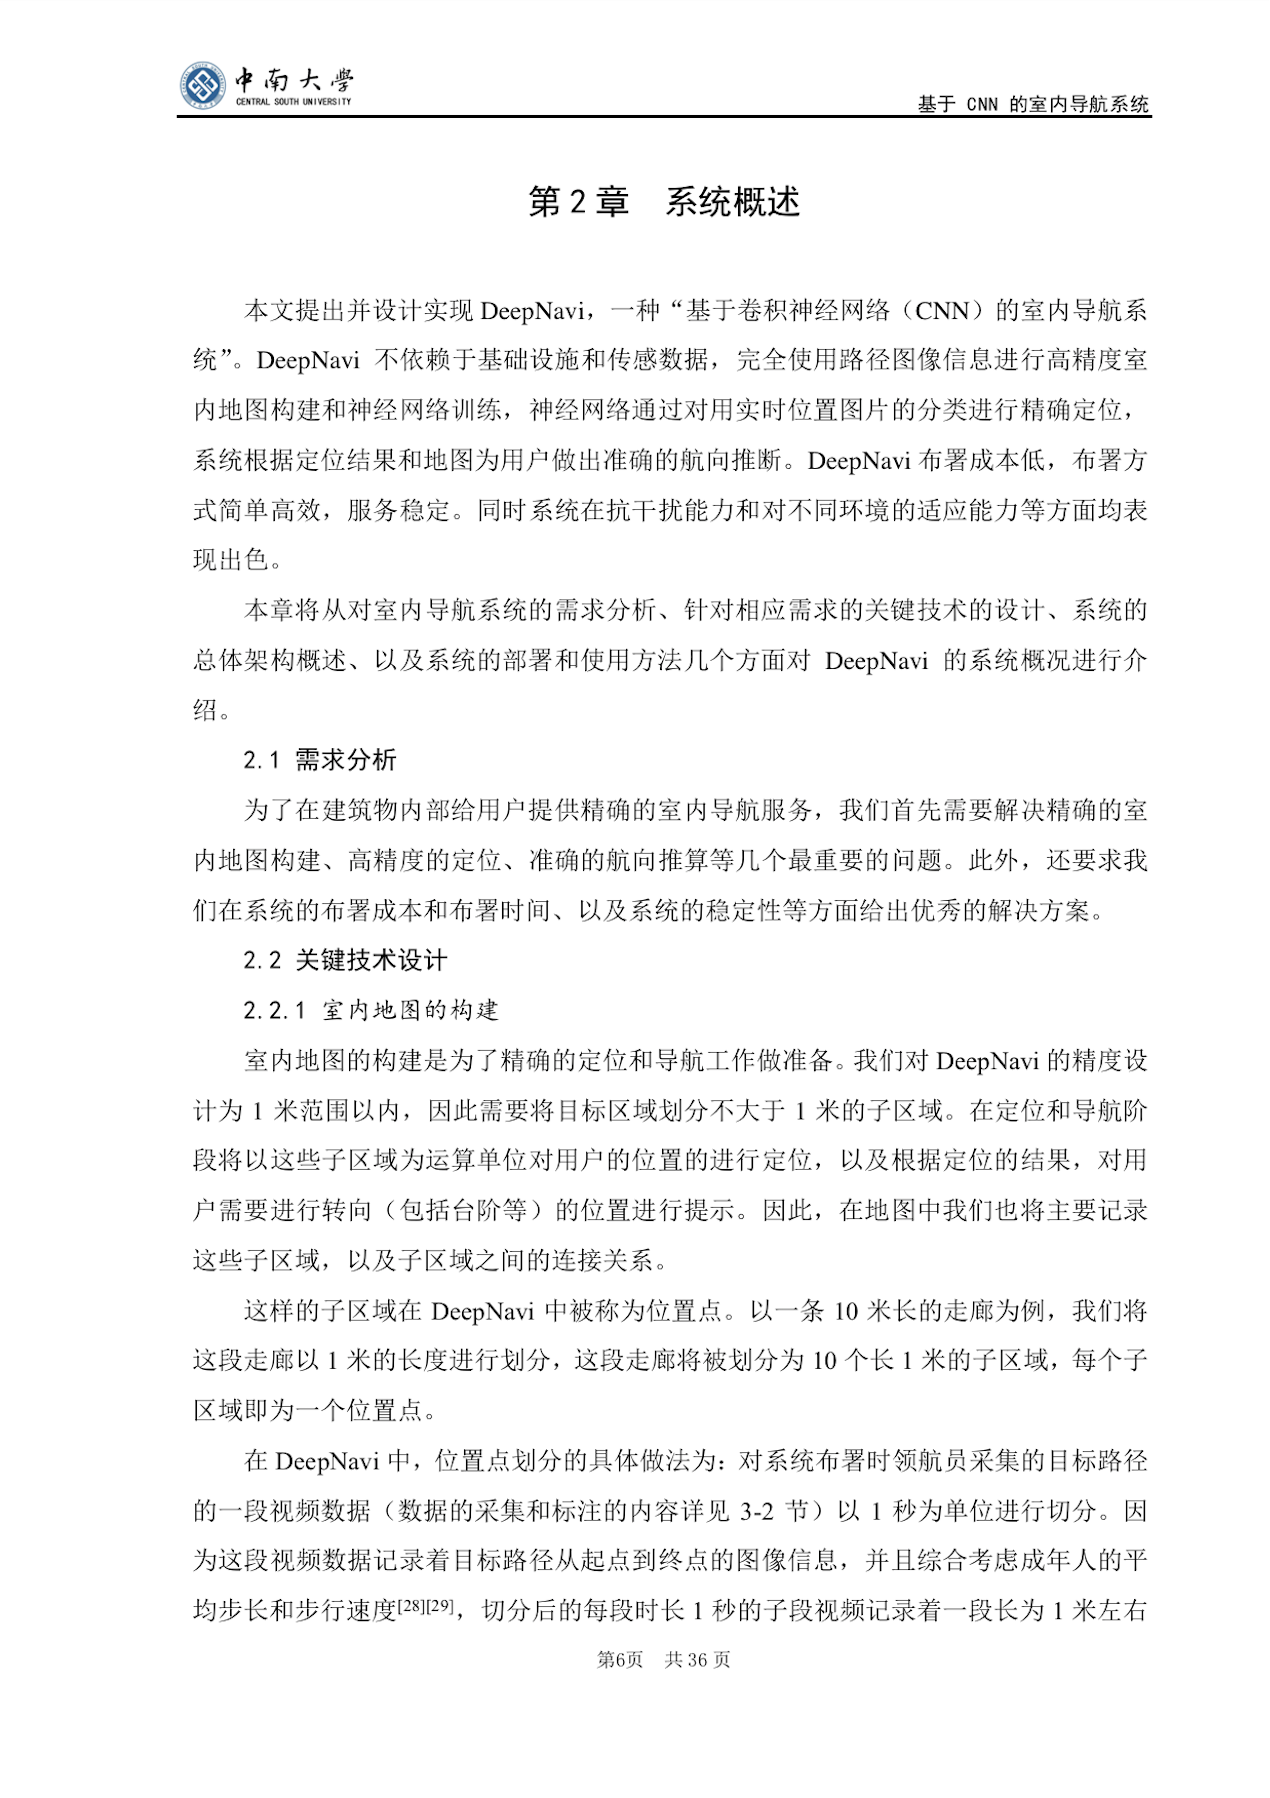 中南大学
CENTRAL SOUTH UNIVERSITY
基于 CNN 的室内导航系统
第 2 章 系统概述
本文提出并设计实现 DeepNavi，一种“基于卷积神经网络（CNN）的室内导航系
统”。DeepNavi 不依赖于基础设施和传感数据，完全使用路径图像信息进行高精度室
内地图构建和神经网络训练，神经网络通过对用实时位置图片的分类进行精确定位，
系统根据定位结果和地图为用户做出准确的航向推断。DeepNavi 布署成本低，布署方
式简单高效，服务稳定。同时系统在抗干扰能力和对不同环境的适应能力等方面均表
现出色。
本章将从对室内导航系统的需求分析、针对相应需求的关键技术的设计、系统的
总体架构概述、以及系统的部署和使用方法几个方面对 DeepNavi 的系统概况进行介
绍。
2.1 需求分析
为了在建筑物内部给用户提供精确的室内导航服务，我们首先需要解决精确的室
内地图构建、高精度的定位、准确的航向推算等几个最重要的问题。此外，还要求我
们在系统的布署成本和布署时间、以及系统的稳定性等方面给出优秀的解决方案。
2.2 关键技术设计
2.2.1 室内地图的构建
室内地图的构建是为了精确的定位和导航工作做准备。我们对 DeepNavi 的精度设
计为 1 米范围以内，因此需要将目标区域划分不大于 1 米的子区域。在定位和导航阶
段将以这些子区域为运算单位对用户的位置的进行定位，以及根据定位的结果，对用
户需要进行转向（包括台阶等）的位置进行提示。因此，在地图中我们也将主要记录
这些子区域，以及子区域之间的连接关系。
这样的子区域在 DeepNavi 中被称为位置点。以一条 10 米长的走廊为例，我们将
这段走廊以 1 米的长度进行划分，这段走廊将被划分为 10 个长 1 米的子区域，每个子
区域即为一个位置点。
在 DeepNavi 中，位置点划分的具体做法为：对系统布署时领航员采集的目标路径
的一段视频数据（数据的采集和标注的内容详见 3-2 节）以 1 秒为单位进行切分。因
为这段视频数据记录着目标路径从起点到终点的图像信息，并且综合考虑成年人的平
均步长和步行速度[28][29]，切分后的每段时长 1 秒的子段视频记录着一段长为 1 米左右
第6页 共 36 页